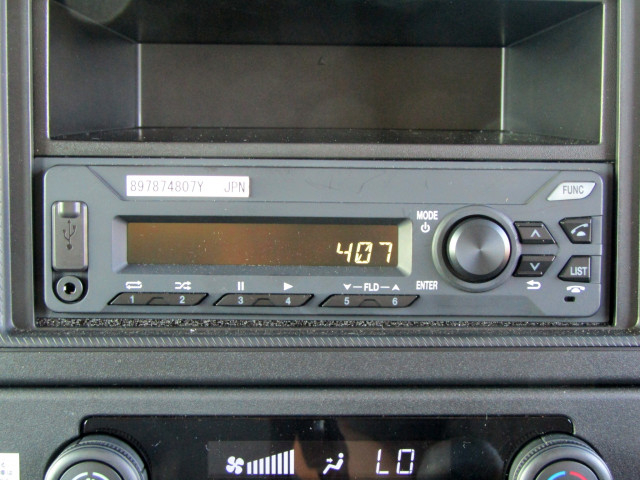 897874807Y JPN
FUNC
MODE
407
LIST
FLD
ENTER
1 2 3 4 5 6
LO